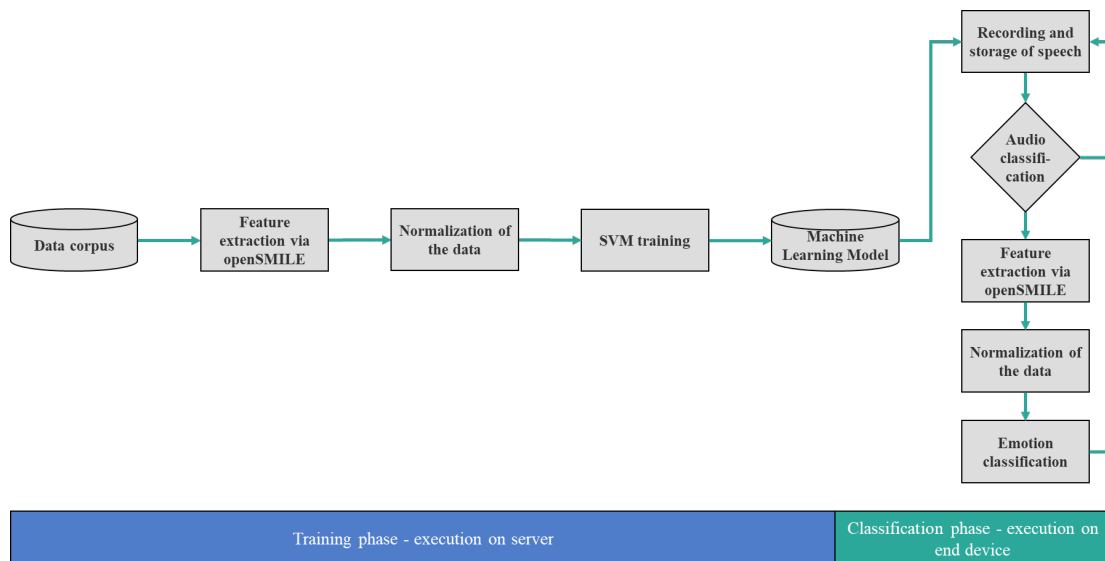 Recording and
storage of speech
Audio
classifi-
cation
Data corpus
Feature
extraction via
openSMILE
Normalization
of the data
SVM training
Machine
Learning Model
Feature
extraction via
openSMILE
Normalization of
the data
Emotion
classification
Training phase - execution on server
Classification phase - execution on
end device